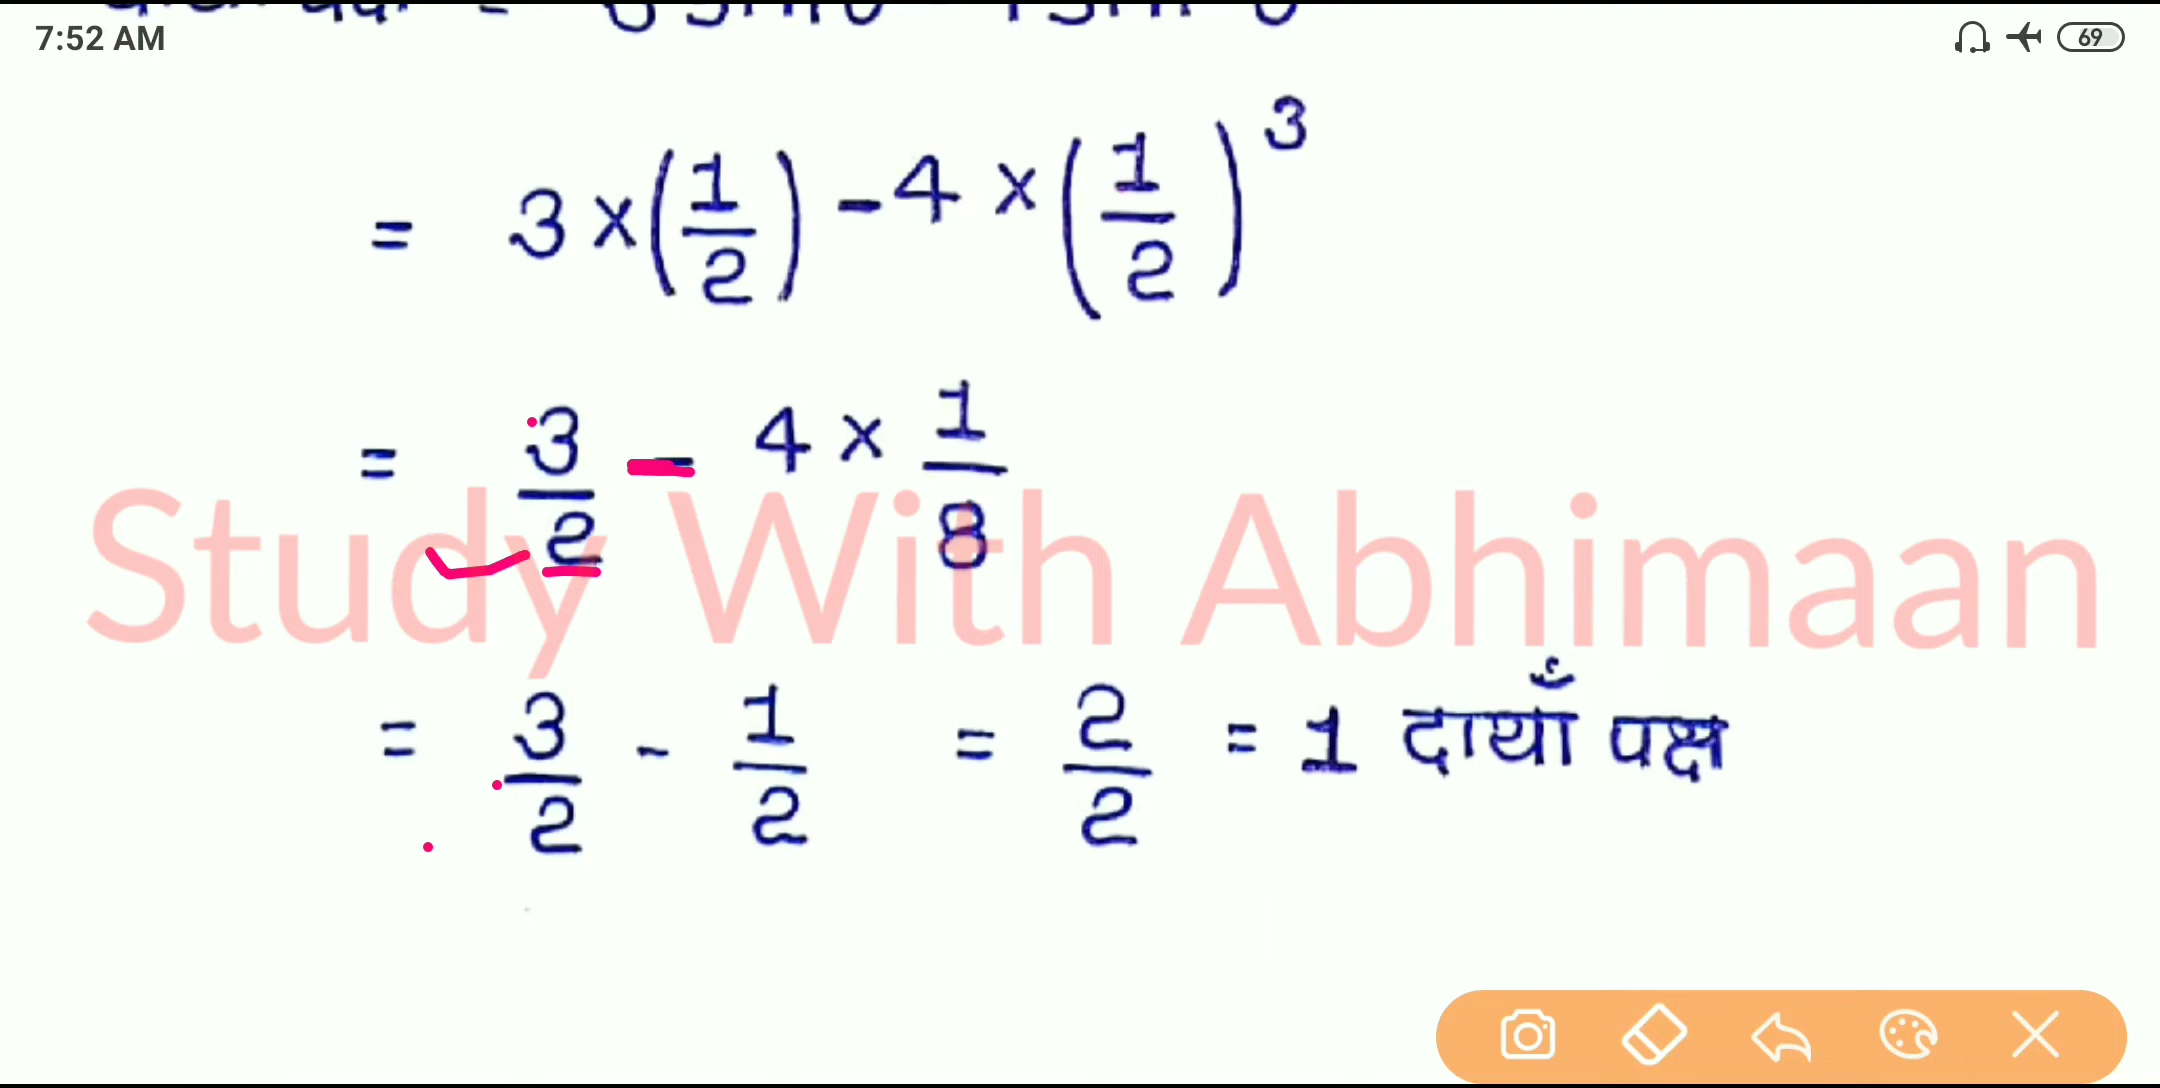 7:52 AM 69
= 3 × (1/2) - 4 × (1/2)³
= 3/2 - 4 × 1/8
Study With Abhimaan
= 3/2 - 1/2 = 2/2 = 1 दायाँ पक्ष